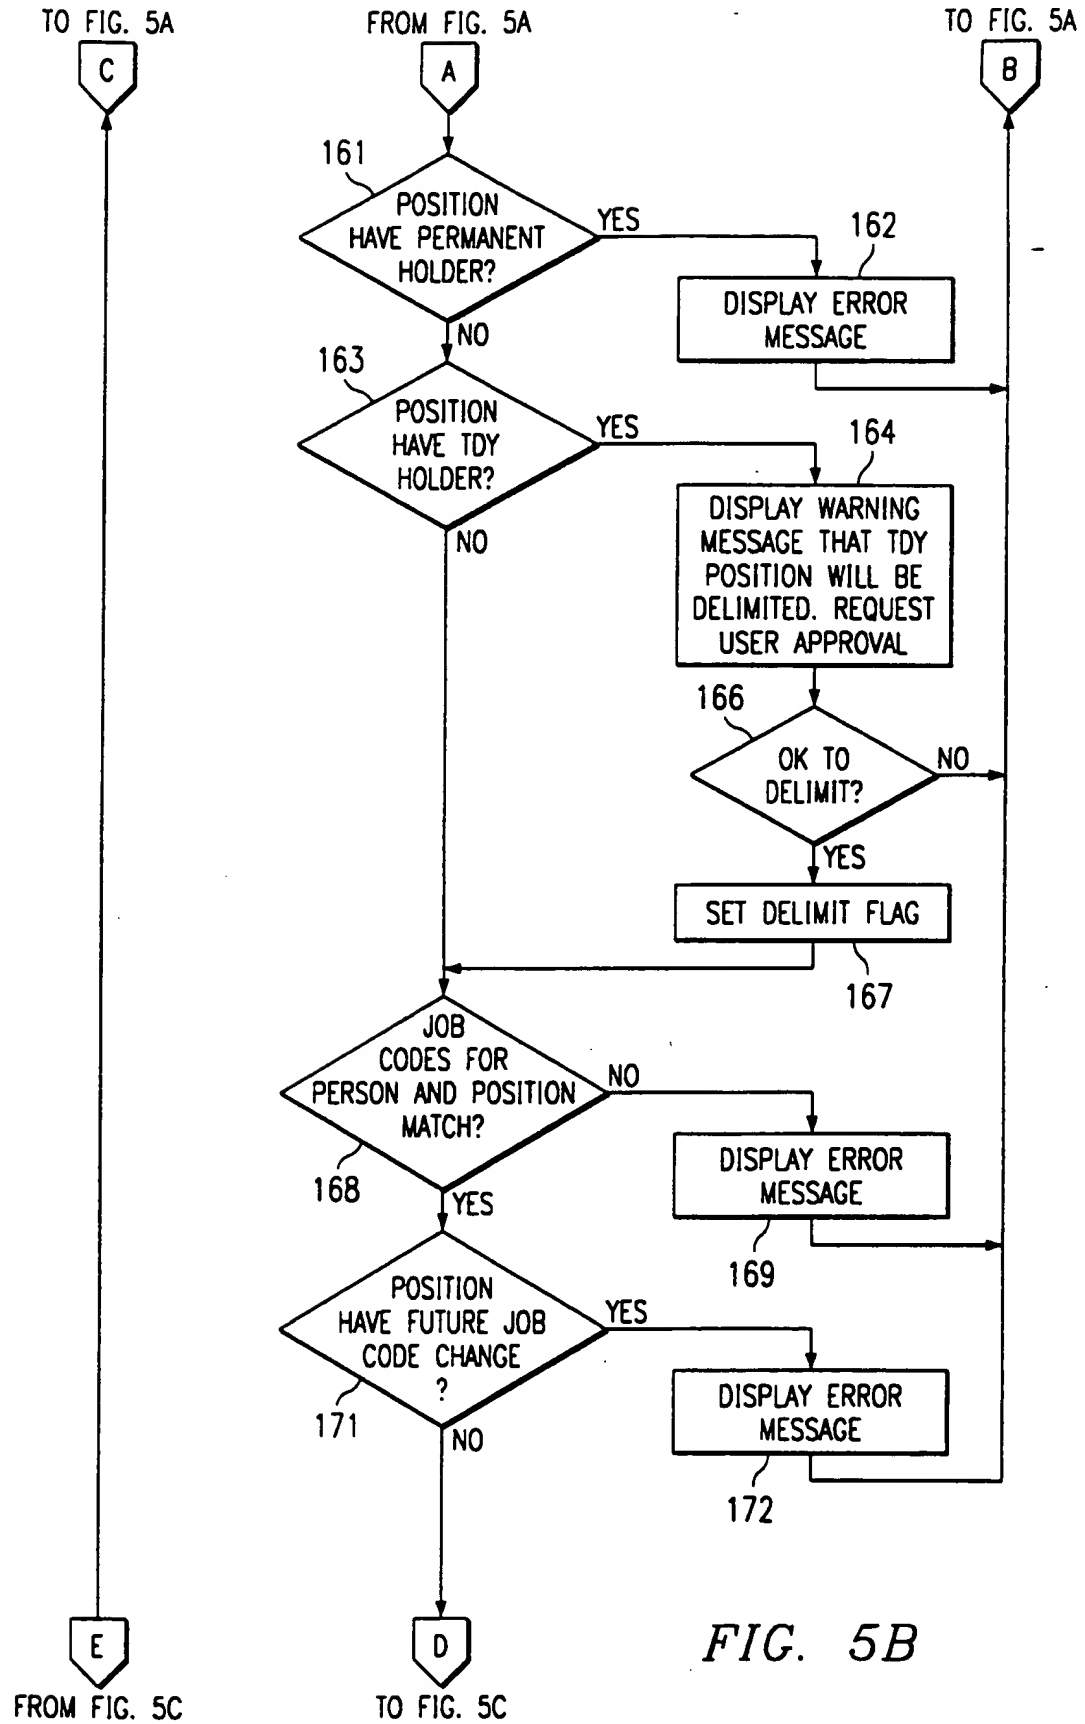 TO FIG. 5A
FROM FIG. 5A
TO FIG. 5A
C
A
B
161
POSITION
HAVE PERMANENT
HOLDER?
YES
162
DISPLAY ERROR
MESSAGE
NO
163
POSITION
HAVE TDY
HOLDER?
YES
164
DISPLAY WARNING
MESSAGE THAT TDY
POSITION WILL BE
DELIMITED. REQUEST
USER APPROVAL
NO
166
OK TO
DELIMIT?
NO
YES
SET DELIMIT FLAG
167
JOB
CODES FOR
PERSON AND POSITION
MATCH?
NO
168
DISPLAY ERROR
MESSAGE
169
YES
POSITION
HAVE FUTURE JOB
CODE CHANGE
?
YES
171
DISPLAY ERROR
MESSAGE
172
NO
E
D
FIG. 5B
FROM FIG. 5C
TO FIG. 5C